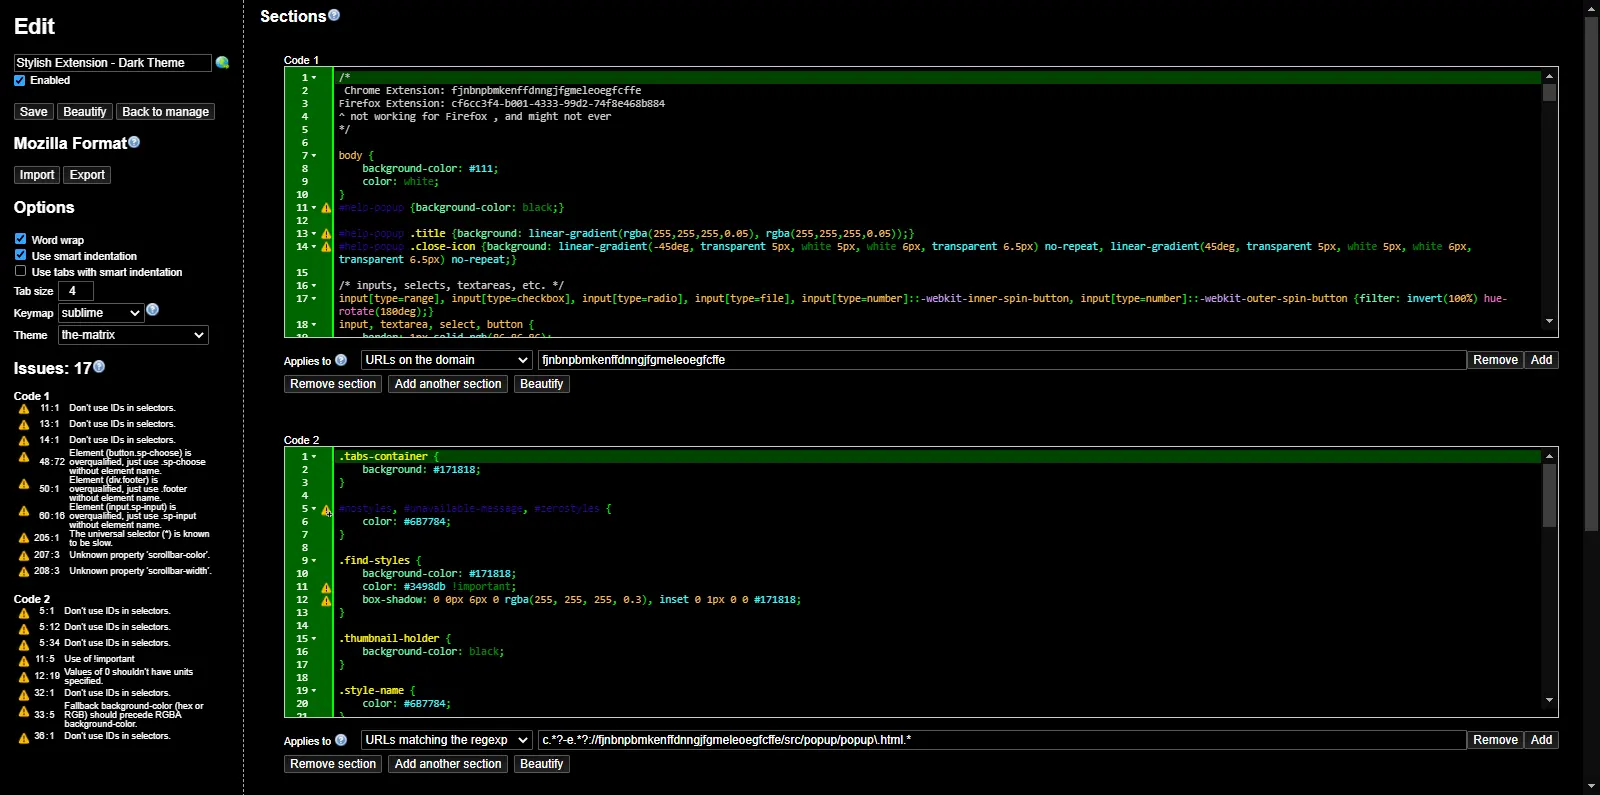 Edit
Stylish Extension - Dark Theme
Enabled
Save Beautify Back to manage
Mozilla Format
Import Export
Options
Word wrap
Use smart indentation
Use tabs with smart indentation
Tab size 4
Keymap sublime
Theme the-matrix
Issues: 17
Code 1
11:1 Don't use IDs in selectors.
13:1 Don't use IDs in selectors.
14:1 Don't use IDs in selectors.
48:72 Element (button.sp-choose) is
overqualified, just use .sp-choose
without element name.
50:1 Element (div.footer) is
overqualified, just use .footer
without element name.
60:16 Element (input.sp-input) is
overqualified, just use .sp-input
without element name.
205:1 The universal selector (*) is known
to be slow.
207:3 Unknown property 'scrollbar-color'.
208:3 Unknown property 'scrollbar-width'.
Code 2
5:1 Don't use IDs in selectors.
5:12 Don't use IDs in selectors.
5:34 Don't use IDs in selectors.
11:5 Use of !important
12:19 Values of 0 shouldn't have units
specified.
32:1 Don't use IDs in selectors.
33:5 Fallback background-color (hex or
RGB) should precede RGBA
background-color.
36:1 Don't use IDs in selectors.
Sections
Code 1
1 /*
2 Chrome Extension: fjnbnpbmkenffdnngjfgmeleoegfcffe
3 Firefox Extension: cf6cc3f4-b001-4333-99d2-74f8e468b884
4 ^ not working for Firefox , and might not ever
5 */
6
7 body {
8 background-color: #111;
9 color: white;
10 }
11 #help-popup {background-color: black;}
12
13 #help-popup .title {background: linear-gradient(rgba(255,255,255,0.05), rgba(255,255,255,0.05));}
14 #help-popup .close-icon {background: linear-gradient(-45deg, transparent 5px, white 5px, white 6px, transparent 6.5px) no-repeat, linear-gradient(45deg, transparent 5px, white 5px, white 6px,
transparent 6.5px) no-repeat;}
15
16 /* inputs, selects, textareas, etc. */
17 input[type=range], input[type=checkbox], input[type=radio], input[type=file], input[type=number]::-webkit-inner-spin-button, input[type=number]::-webkit-outer-spin-button {filter: invert(100%) hue-
rotate(180deg);}
18 input, textarea, select, button {
19 border: 1px solid rgb(86,86,86);
Applies to URLs on the domain fjnbnpbmkenffdnngjfgmeleoegfcffe Remove Add
Remove section Add another section Beautify
Code 2
1 .tabs-container {
2 background: #171818;
3 }
4
5 #nostyles, #unavailable-message, #zerostyles {
6 color: #6B7784;
7 }
8
9 .find-styles {
10 background-color: #171818;
11 color: #3498db !important;
12 box-shadow: 0 0px 6px 0 rgba(255, 255, 255, 0.3), inset 0 1px 0 0 #171818;
13 }
14
15 .thumbnail-holder {
16 background-color: black;
17 }
18
19 .style-name {
20 color: #6B7784;
21 }
Applies to URLs matching the regexp c.*?-e.*?://fjnbnpbmkenffdnngjfgmeleoegfcffe/src/popup/popup\.html.* Remove Add
Remove section Add another section Beautify